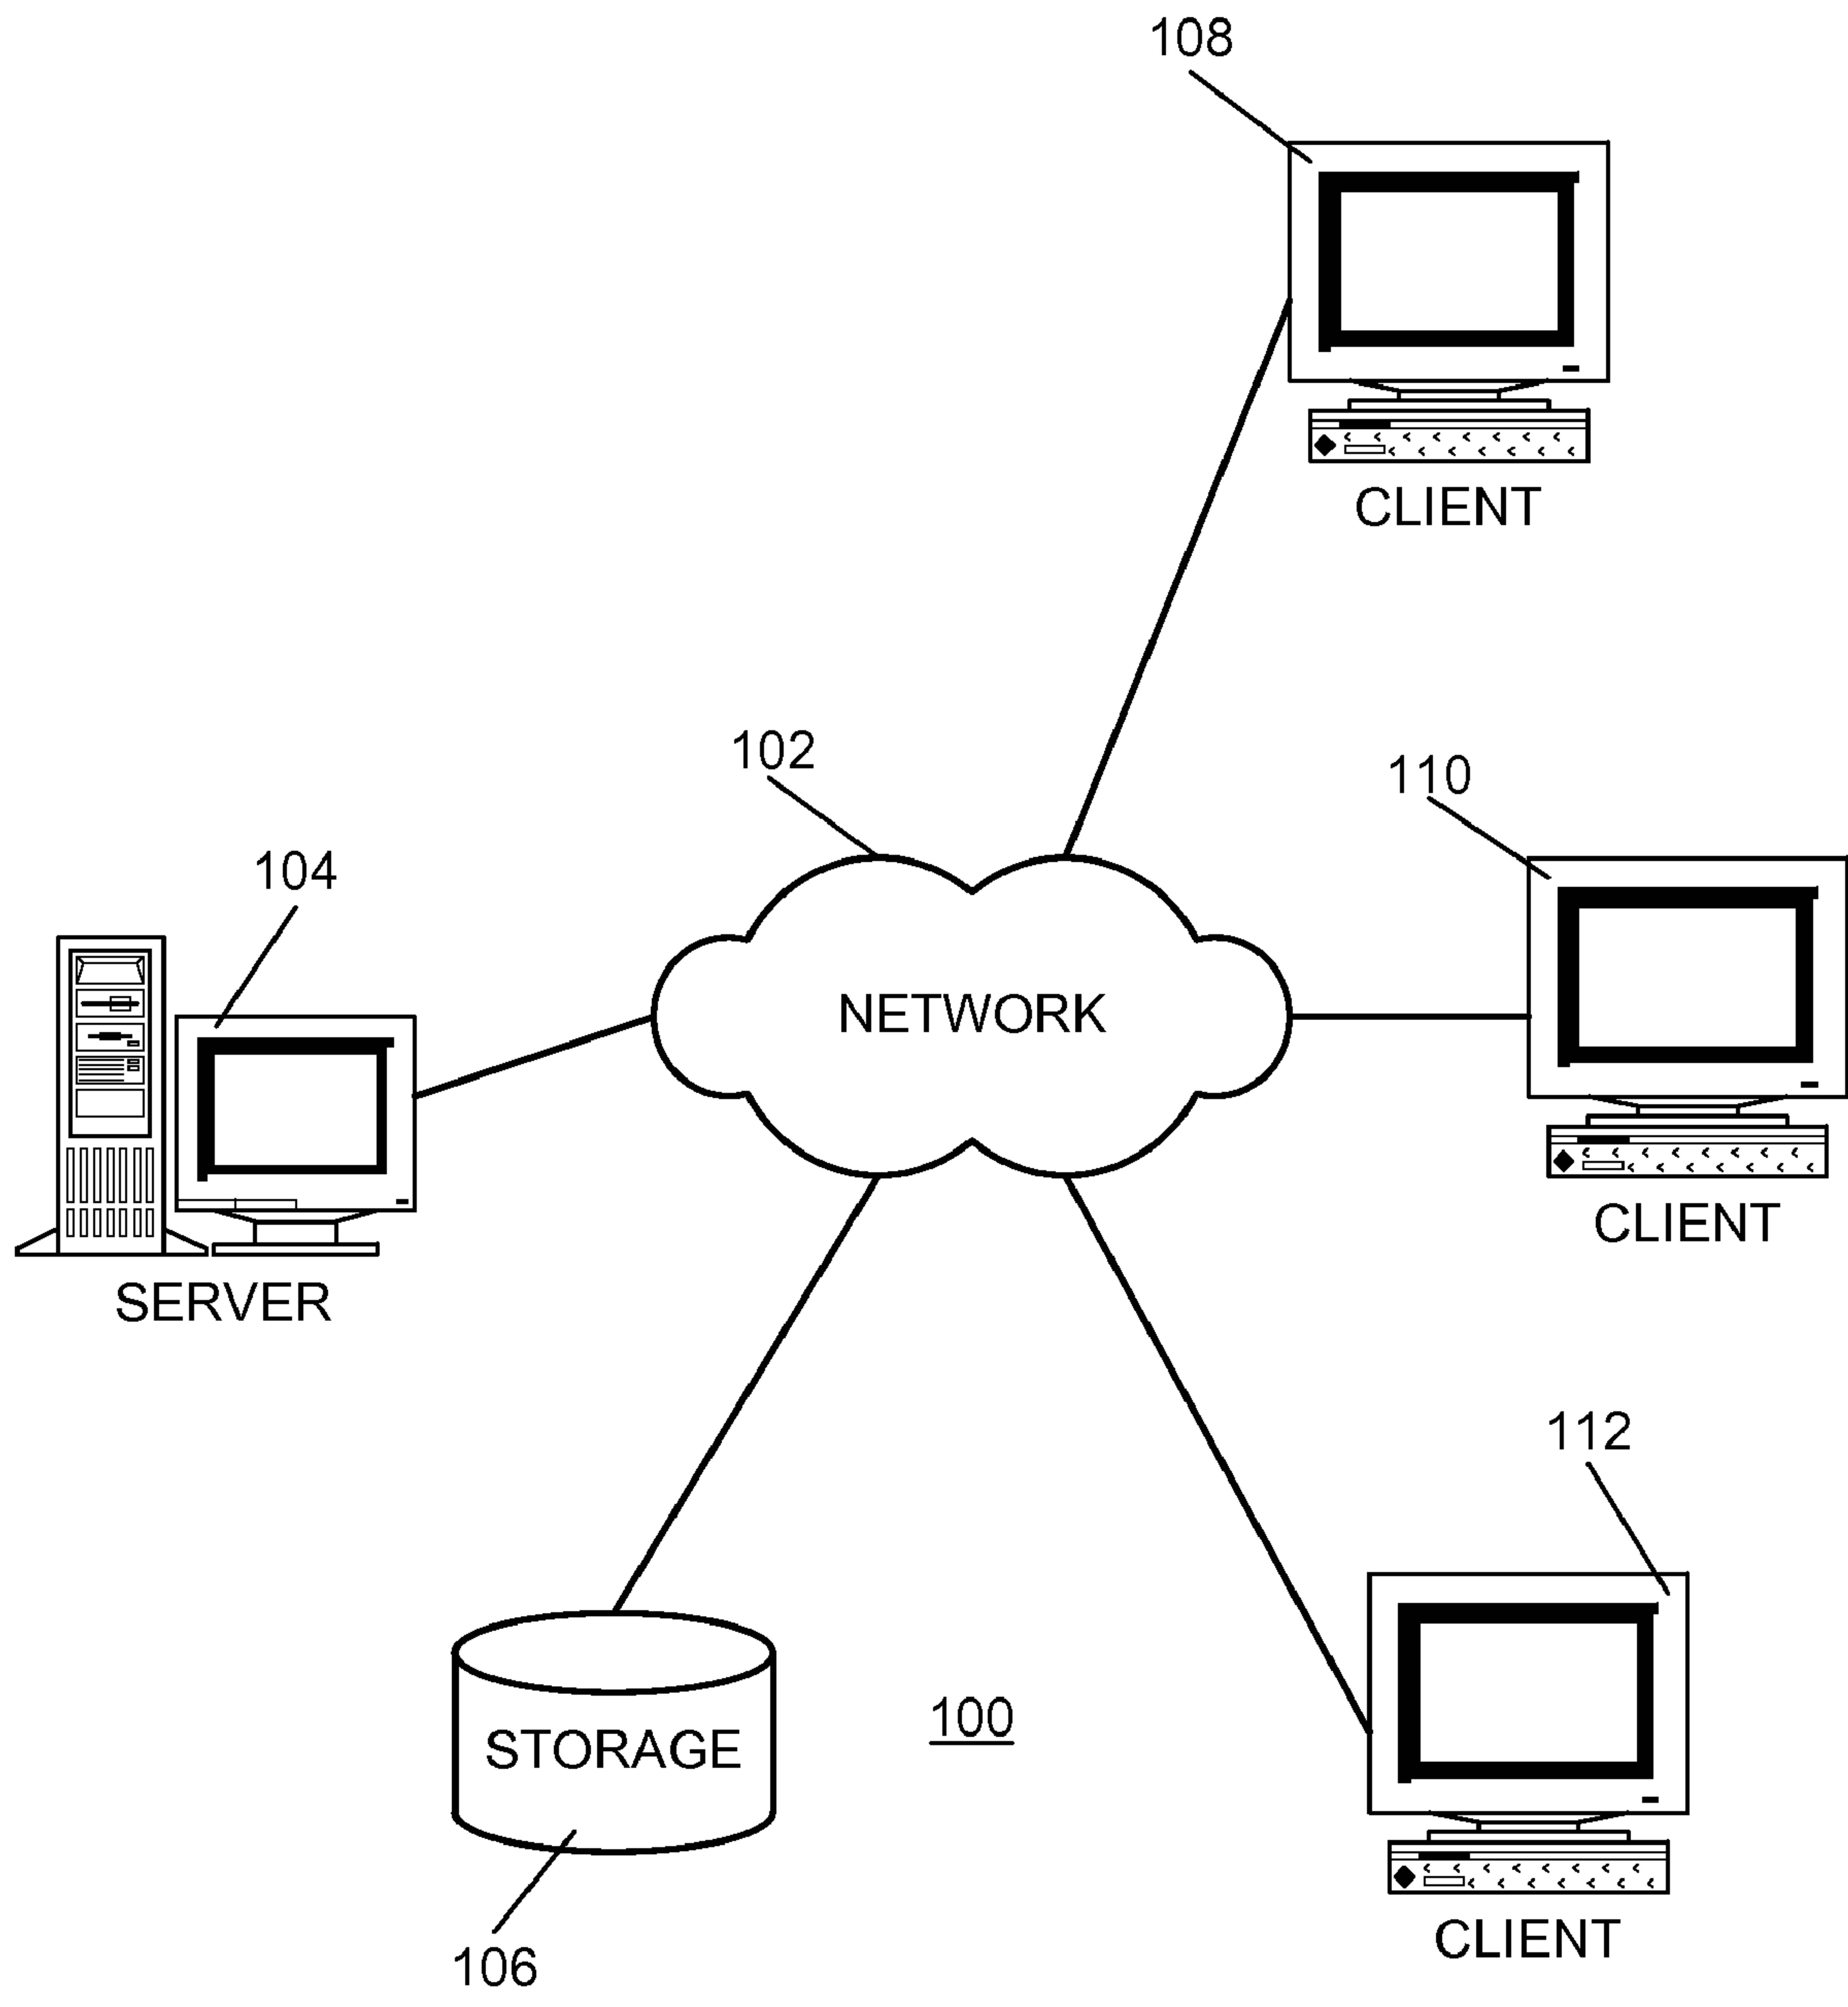 108
CLIENT
102
110
104
NETWORK
CLIENT
SERVER
112
100
STORAGE
CLIENT
106